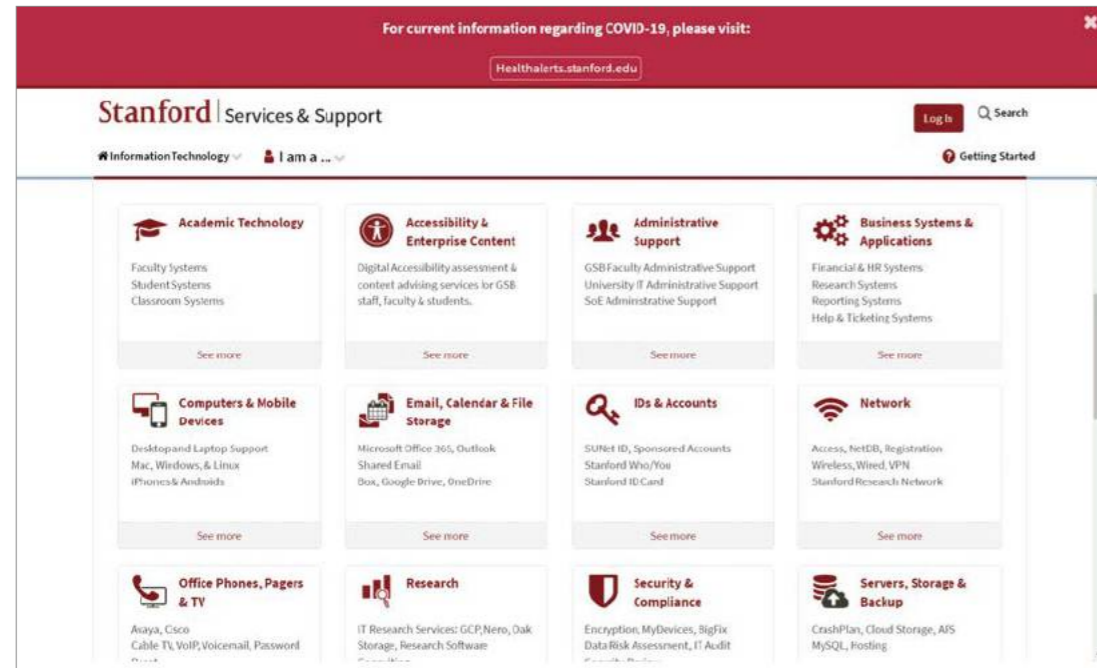 For current information regarding COVID-19, please visit:
Healthalerts.stanford.edu
Stanford Services & Support
Log In
Search
Information Technology
I am a ...
Getting Started
Academic Technology
Faculty Systems
Student Systems
Classroom Systems
See more
Accessibility &
Enterprise Content
Digital Accessibility assessment &
content advising services for GSB
staff, faculty & students.
See more
Administrative
Support
GSB Faculty Administrative Support
University IT Administrative Support
SoE Administrative Support
See more
Business Systems &
Applications
Financial & HR Systems
Research Systems
Reporting Systems
Help & Ticketing Systems
See more
Computers & Mobile
Devices
Desktop and Laptop Support
Mac, Windows, & Linux
iPhones & Androids
See more
Email, Calendar & File
Storage
Microsoft Office 365, Outlook
Shared Email
Box, Google Drive, OneDrive
See more
IDs & Accounts
SUNet ID, Sponsored Accounts
Stanford Who/You
Stanford ID Card
See more
Network
Access, NetDB, Registration
Wireless, Wired, VPN
Stanford Research Network
See more
Office Phones, Pagers
& TV
Avaya, Cisco
Cable TV, VoIP, Voicemail, Password
Research
IT Research Services: GCP, Nero, Oak
Storage, Research Software
Security &
Compliance
Encryption, MyDevices, BigFix
Data Risk Assessment, IT Audit
Servers, Storage &
Backup
CrashPlan, Cloud Storage, AFS
MySQL, Hosting